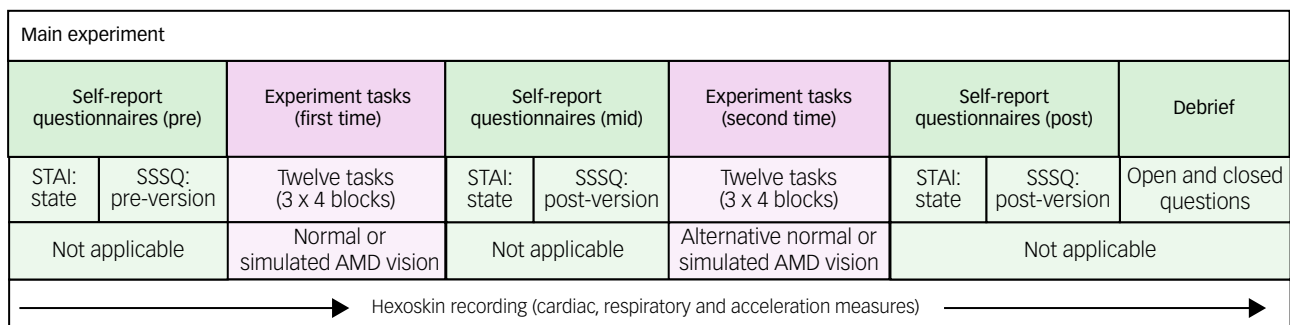 Main experiment
Self-report
questionnaires (pre)
Experiment tasks
(first time)
Self-report
questionnaires (mid)
Experiment tasks
(second time)
Self-report
questionnaires (post)
Debrief
STAI:
state
SSSQ:
pre-version
Twelve tasks
(3 x 4 blocks)
STAI:
state
SSSQ:
post-version
Twelve tasks
(3 x 4 blocks)
STAI:
state
SSSQ:
post-version
Open and closed
questions
Not applicable
Normal or
simulated AMD vision
Not applicable
Alternative normal or
simulated AMD vision
Not applicable
Hexoskin recording (cardiac, respiratory and acceleration measures)